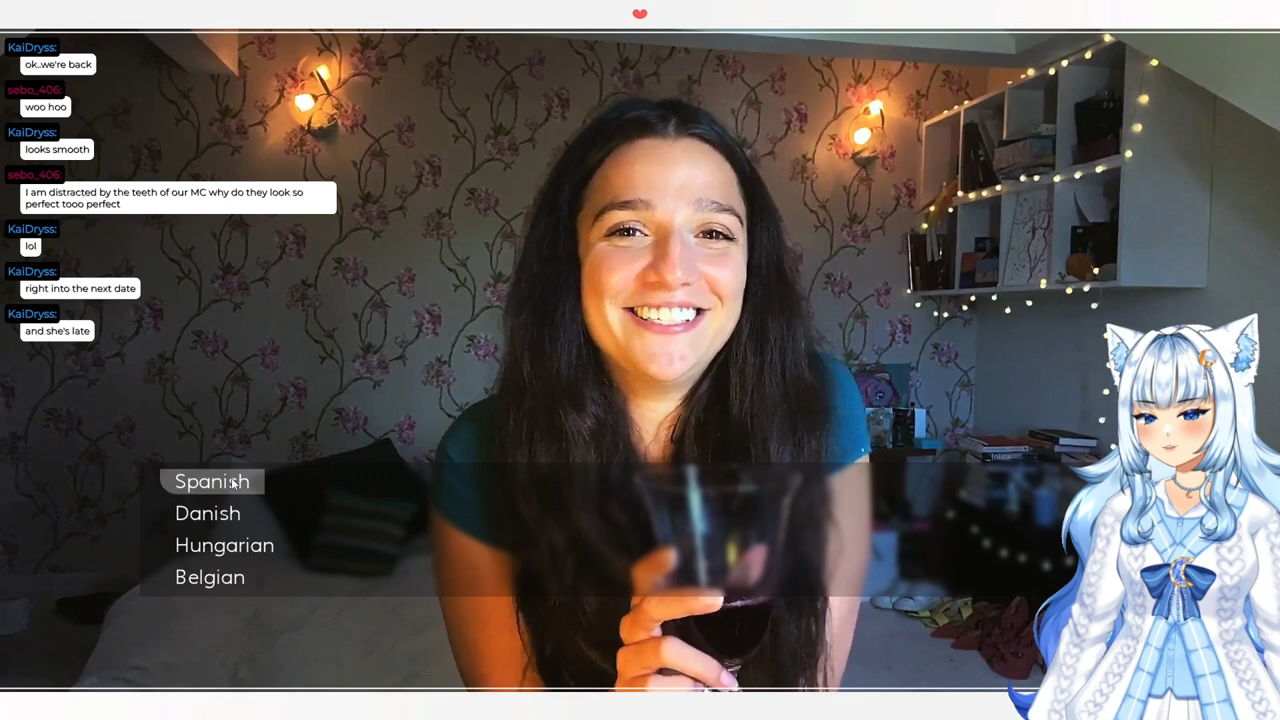 KaiDryss:
ok..we're back
sebo_406:
woo hoo
KaiDryss:
looks smooth
sebo_406:
I am distracted by the teeth of our MC why do they look so
perfect tooo perfect
KaiDryss:
lol
KaiDryss:
right into the next date
KaiDryss:
and she's late
Spanish
Danish
Hungarian
Belgian
lolita